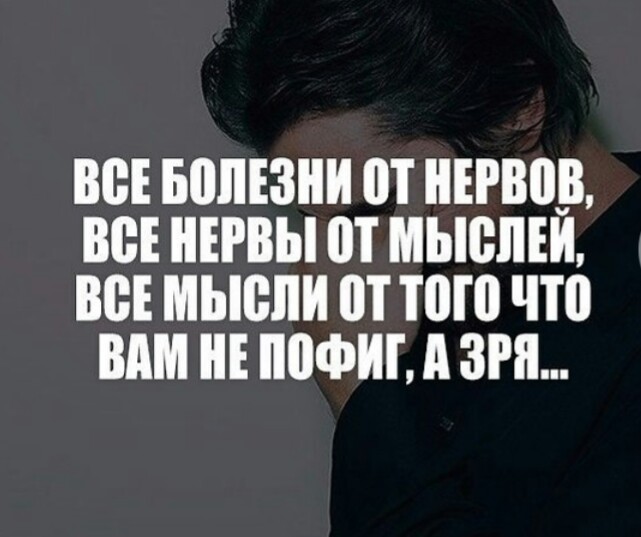 ВСЕ БОЛЕЗНИ ОТ НЕРВОВ,
ВСЕ НЕРВЫ ОТ МЫСЛЕЙ,
ВСЕ МЫСЛИ ОТ ТОГО ЧТО
ВАМ НЕ ПОФИГ, А ЗРЯ...